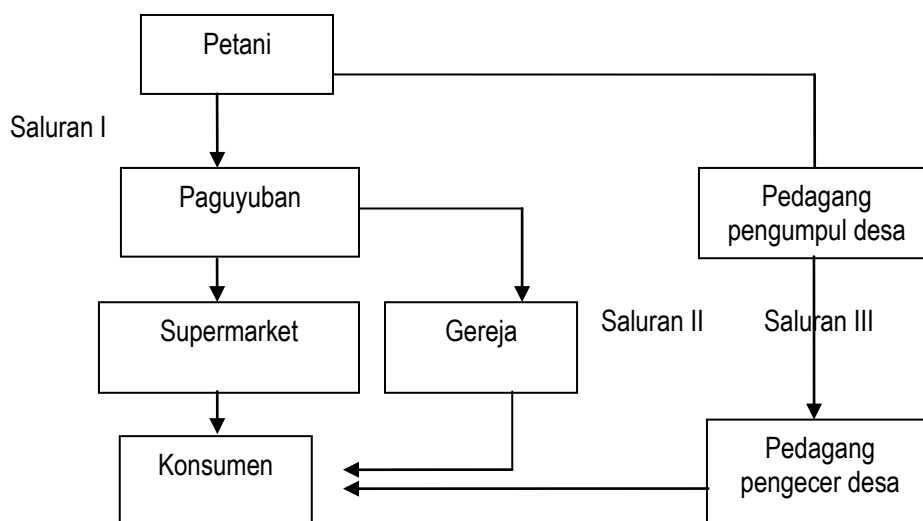 Petani
Saluran I
Paguyuban
Pedagang
pengumpul desa
Supermarket
Gereja
Saluran II
Saluran III
Konsumen
Pedagang
pengecer desa